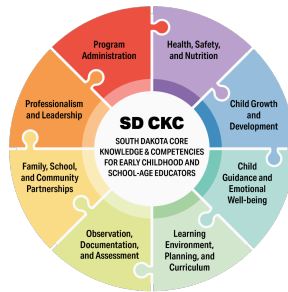 Program
Administration
Health, Safety,
and Nutrition
Professionalism
and Leadership
Child Growth
and
Development
SD CKC
SOUTH DAKOTA CORE
KNOWLEDGE & COMPETENCIES
FOR EARLY CHILDHOOD AND
SCHOOL-AGE EDUCATORS
Family, School,
and Community
Partnerships
Child
Guidance and
Emotional
Well-being
Observation,
Documentation,
and Assessment
Learning
Environment,
Planning, and
Curriculum